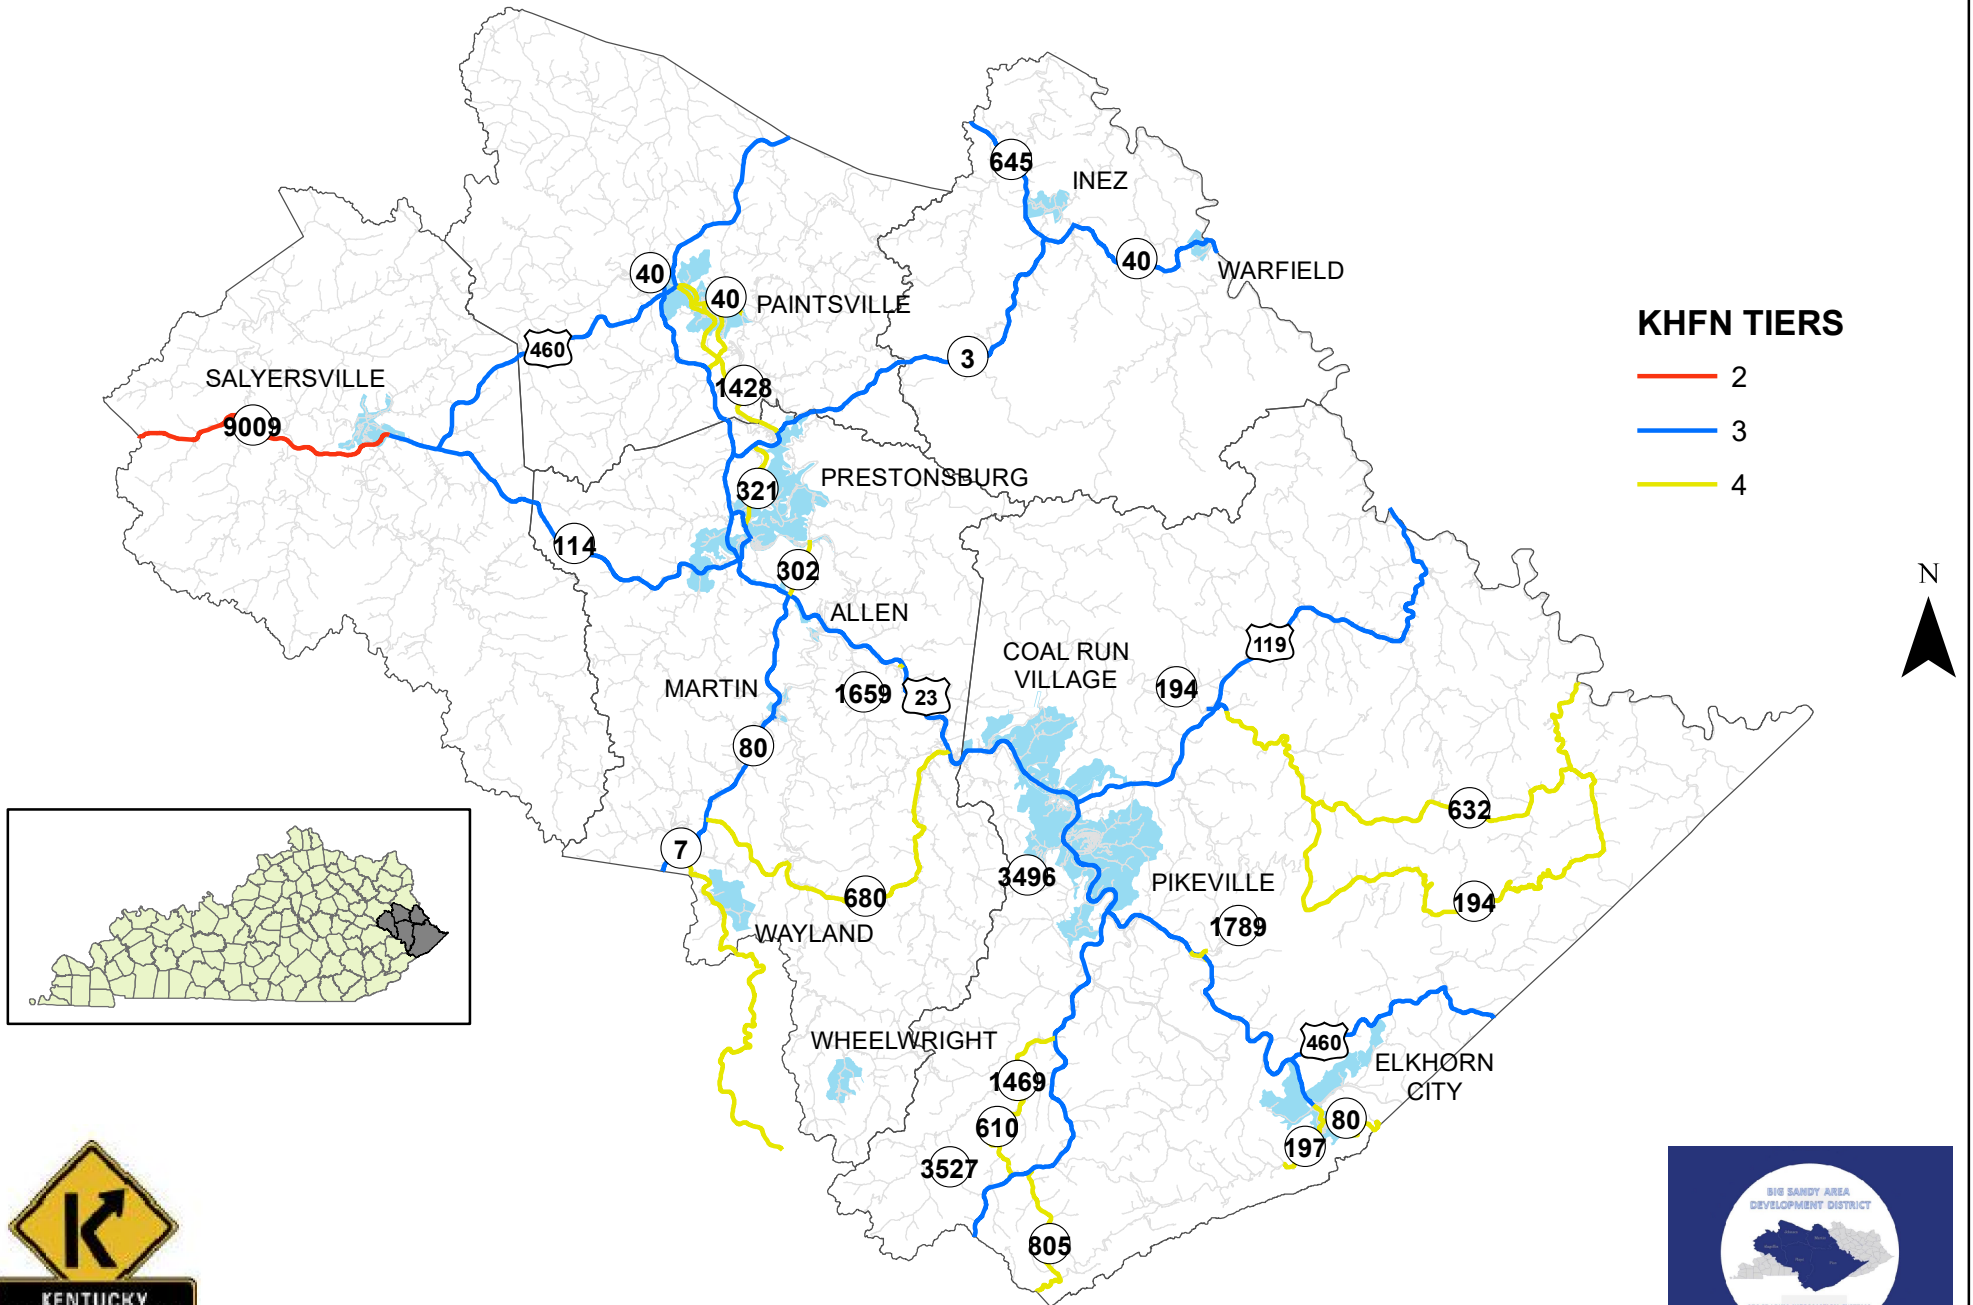 645
INEZ
40
WARFIELD
40
40
PAINTSVILLE
460
3
KHFN TIERS
2
3
4
SALYERSVILLE
1428
9009
321
PRESTONSBURG
114
302
N
ALLEN
COAL RUN
VILLAGE
119
MARTIN
1659
23
194
80
632
7
680
3496
PIKEVILLE
194
1789
WAYLAND
WHEELWRIGHT
460
ELKHORN
CITY
1469
610
80
197
3527
805
BIG SANDY AREA
DEVELOPMENT DISTRICT
KENTUCKY